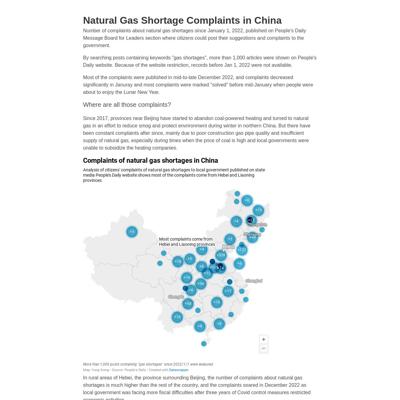 Natural Gas Shortage Complaints in China
Number of complaints about natural gas shortages since January 1, 2022, published on People's Daily
Message Board for Leaders section where citizens could post their suggestions and complaints to the
government.
By searching posts containing keywords "gas shortages", more than 1,000 articles were shown on People's
Daily website. Because of the website restriction, records before Jan 1, 2022 were not available.
Most of the complaints were published in mid-to-late December 2022, and complaints decreased
significantly in January and most complaints were marked "solved" before mid-January when people were
about to enjoy the Lunar New Year.
Where are all those complaints?
Since 2017, provinces near Beijing have started to abandon coal-powered heating and turned to natural
gas in an effort to reduce smog and protect environment during winter in northern China. But there have
been constant complaints after since, mainly due to poor construction gas pipe quality and insufficient
supply of natural gas, especially during times when the price of coal is high and local governments were
unable to subsidize the heating companies.
Complaints of natural gas shortages in China
Analysis of citizens' complaints of natural gas shortages to local government published on state
media People's Daily website shows most of the complaints come from Hebei and Liaoning
provinces.
Most complaints come from
Hebei and Liaoning provinces
Shanghai
+
−
More than 1,000 posts containing "gas shortages" since 2022/1/1 were analyzed.
Source: People's Daily • Created with Datawrapper
In rural areas of Hebei, the province surrounding Beijing, the number of complaints about natural gas
shortages is much higher than the rest of the country, and the complaints soared in December 2022 as
local government was facing more fiscal difficulties after three years of Covid control measures restricted